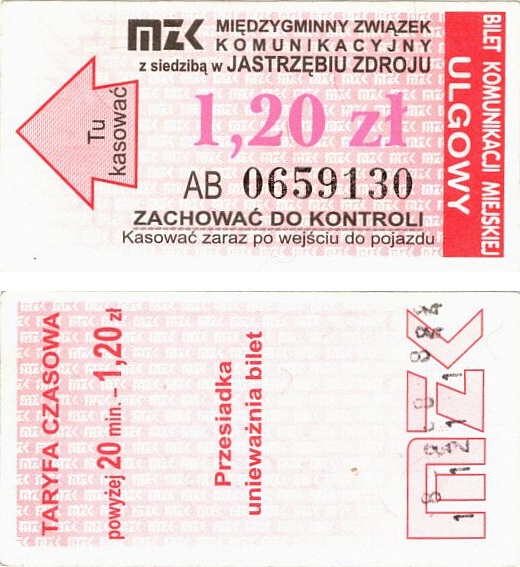 MZK MIĘDZYGMINNY ZWIĄZEK
KOMUNIKACYJNY
z siedzibą w JASTRZĘBIU ZDROJU
Tu
kasować
1,20 zł
AB 0659130
ZACHOWAĆ DO KONTROLI
Kasować zaraz po wejściu do pojazdu
BILET KOMUNIKACJI MIEJSKIEJ
ULGOWY
TARYFA CZASOWA
powyżej 20 min. – 1,20 zł
Przesiadka
unieważnia bilet
MZK